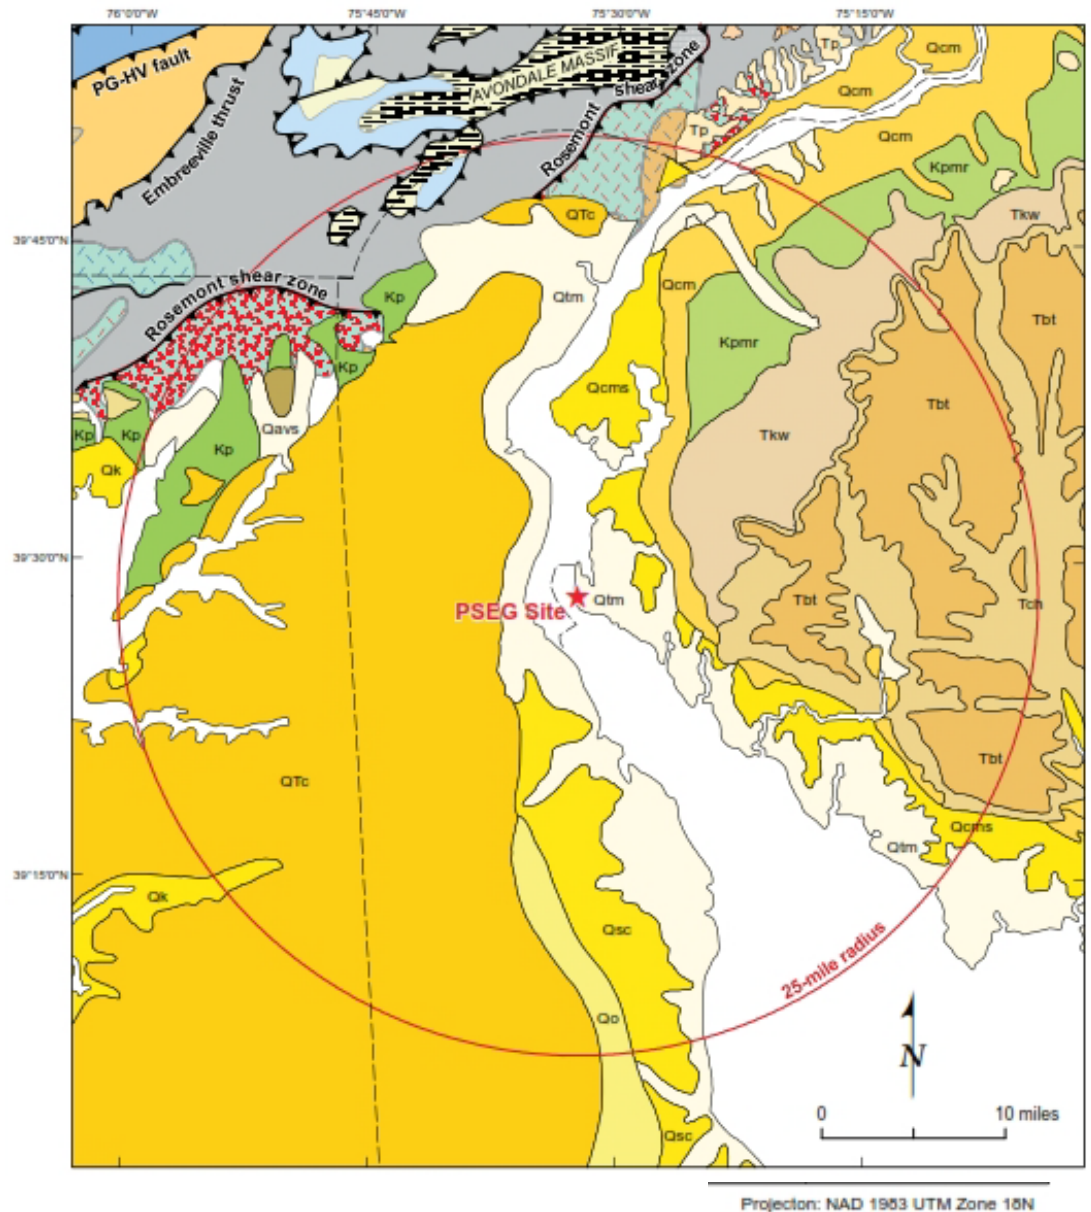 76°0'0"W 75°45'0"W 75°30'0"W 75°15'0"W
PG-HV fault
Embreeville thrust
AVONDALE MASSIF
Rosemont shear zone
Tp
Qcm
Qcm
Tp
Qcm
Kpmr
39°45'0"N
QTc
Tkw
Rosemont shear zone
Kp
Qtm
Qcm
Tbt
Kpmr
Kp
Qcms
Tbt
Kp
Kp
Qavs
Kp
Tkw
Qk
39°30'0"N
PSEG Site
Qtm
Tbt
Tch
QTc
Tbt
Qcms
Qtm
39°15'0"N
Qk
Qsc
25-mile radius
Qo
N
0 10 miles
Qsc
Projecton: NAD 1983 UTM Zone 18N